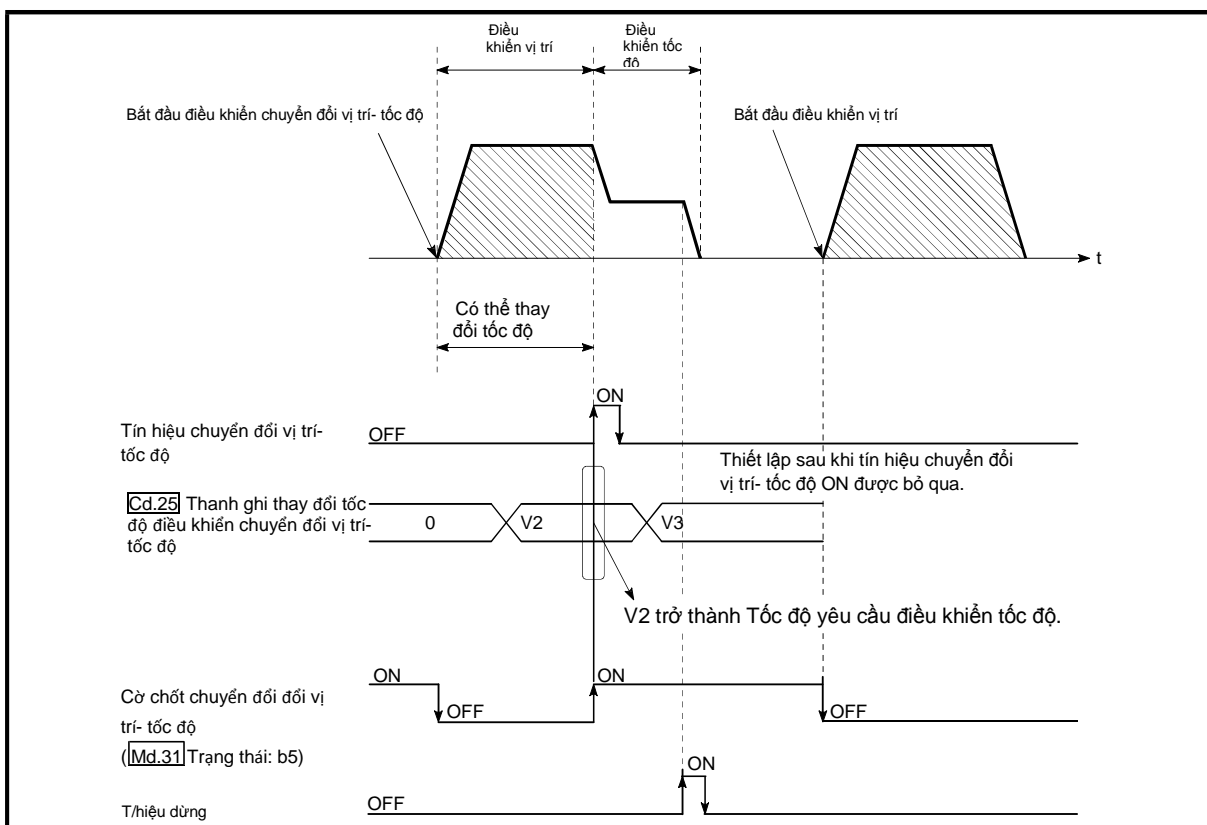 Điều
khiển vị trí
Điều
khiển tốc
độ
Bắt đầu điều khiển chuyển đổi vị trí- tốc độ
Bắt đầu điều khiển vị trí
t
Có thể thay
đổi tốc độ
ON
Tín hiệu chuyển đổi vị trí-
tốc độ
OFF
Thiết lập sau khi tín hiệu chuyển đổi
vị trí- tốc độ ON được bỏ qua.
Cd.25 Thanh ghi thay đổi tốc
độ điều khiển chuyển đổi vị trí-
tốc độ
0
V2
V3
V2 trở thành Tốc độ yêu cầu điều khiển tốc độ.
ON
ON
Cờ chốt chuyển đổi đổi vị
trí- tốc độ
(Md.31 Trạng thái: b5)
OFF
OFF
ON
T/hiệu dừng
OFF